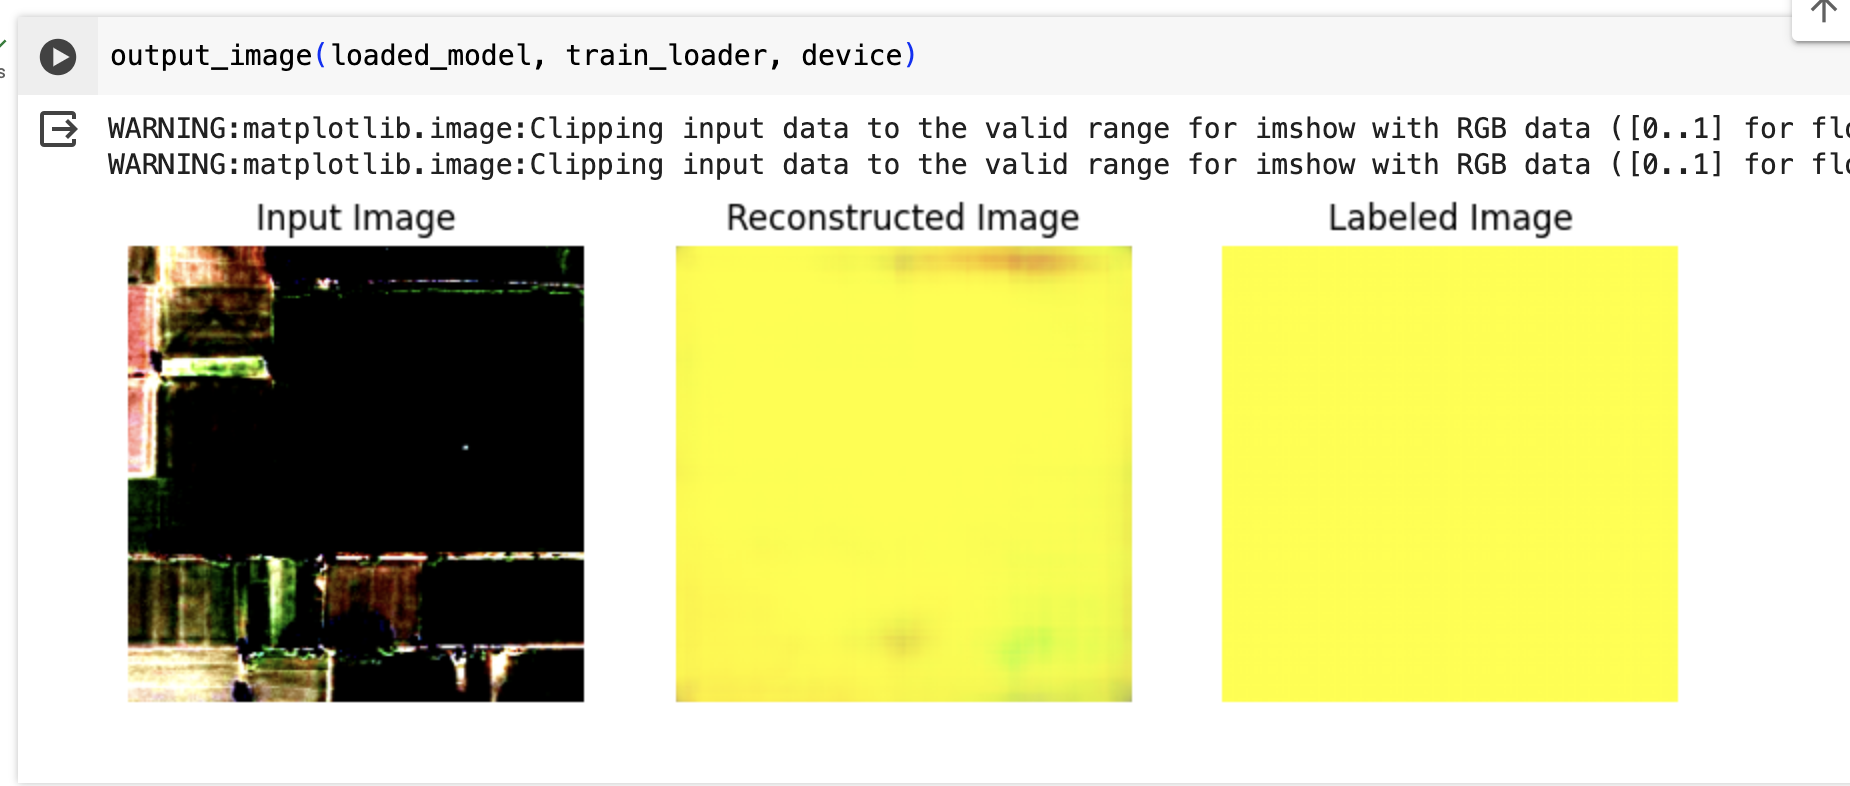 output_image(loaded_model, train_loader, device)
WARNING:matplotlib.image:Clipping input data to the valid range for imshow with RGB data ([0..1] for
WARNING:matplotlib.image:Clipping input data to the valid range for imshow with RGB data ([0..1] for
Input Image
Reconstructed Image
Labeled Image